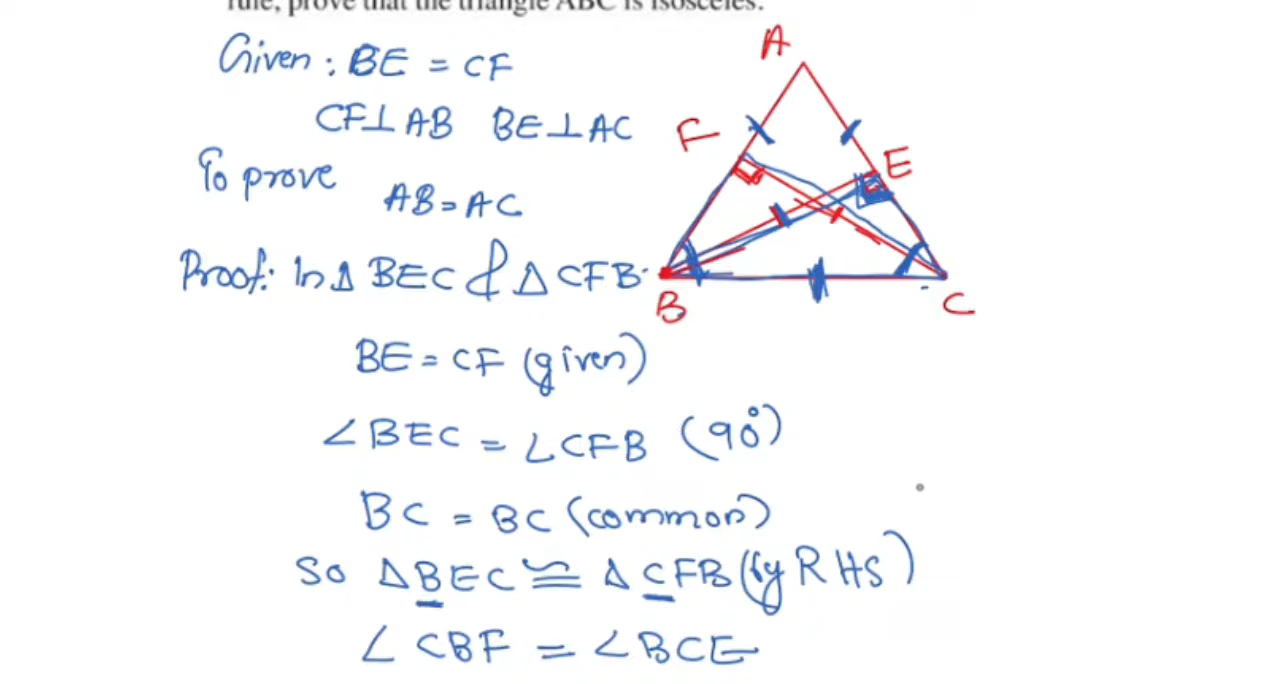 rule, prove that the triangle ABC is isosceles.
Given : BE = CF
CF⊥AB BE⊥AC
To prove
AB = AC
Proof: In Δ BEC & Δ CFB.
BE = CF (given)
∠BEC = ∠CFB (90°)
BC = BC (common)
So ΔBEC ≅ ΔCFB (by RHS)
∠CBF = ∠BCE
A
F
E
B
C